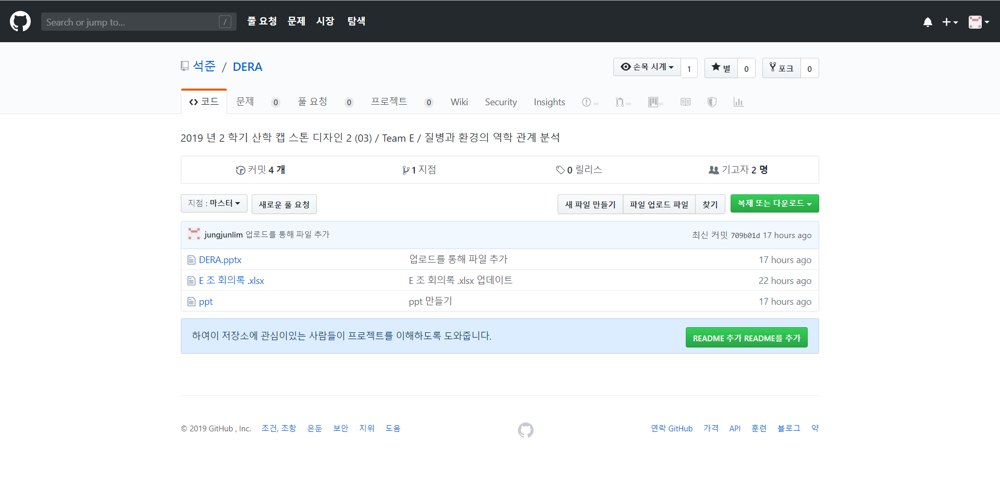 Search or jump to... / 풀 요청 문제 시장 탐색
석준 / DERA 손목 시계 1 별 0 포크 0
코드 문제 0 풀 요청 0 프로젝트 0 Wiki Security Insights
2019 년 2 학기 산학 캡 스톤 디자인 2 (03) / Team E / 질병과 환경의 역학 관계 분석
커밋 4 개 1 지점 0 릴리스 기고자 2 명
지점 : 마스터 새로운 풀 요청 새 파일 만들기 파일 업로드 파일 찾기 복제 또는 다운로드
jungjunlim 업로드를 통해 파일 추가 최신 커밋 709b01d 17 hours ago
DERA.pptx 업로드를 통해 파일 추가 17 hours ago
E 조 회의록 .xlsx E 조 회의록 .xlsx 업데이트 22 hours ago
ppt ppt 만들기 17 hours ago
하여이 저장소에 관심이있는 사람들이 프로젝트를 이해하도록 도와줍니다. README 추가 README를 추가
© 2019 GitHub , Inc. 조건, 조항 은둔 보안 지위 도움 연락 GitHub 가격 API 훈련 블로그 약